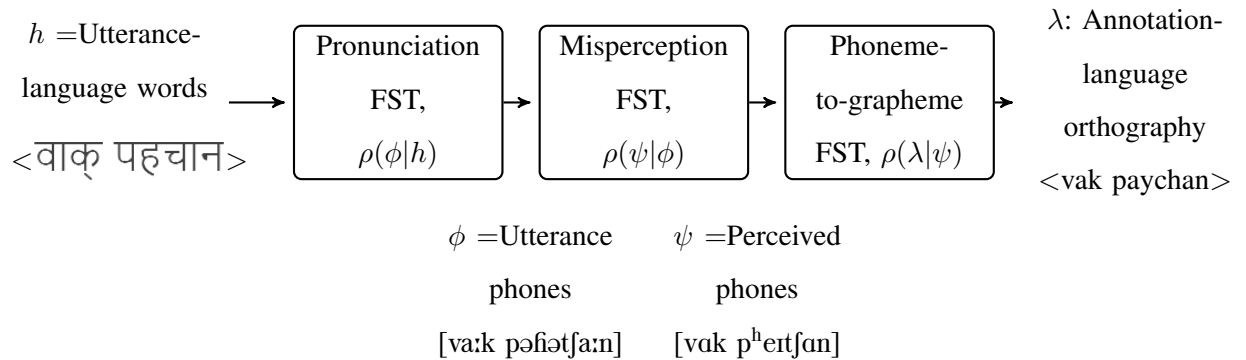 h =Utterance-
language words
<वाक् पहचान>
Pronunciation
FST,
ρ(ϕ|h)
Misperception
FST,
ρ(ψ|ϕ)
Phoneme-
to-grapheme
FST, ρ(λ|ψ)
λ: Annotation-
language
orthography
<vak paychan>
ϕ =Utterance
phones
[vaːk pəɦətʃaːn]
ψ =Perceived
phones
[vɑk pʰeɪtʃɑn]